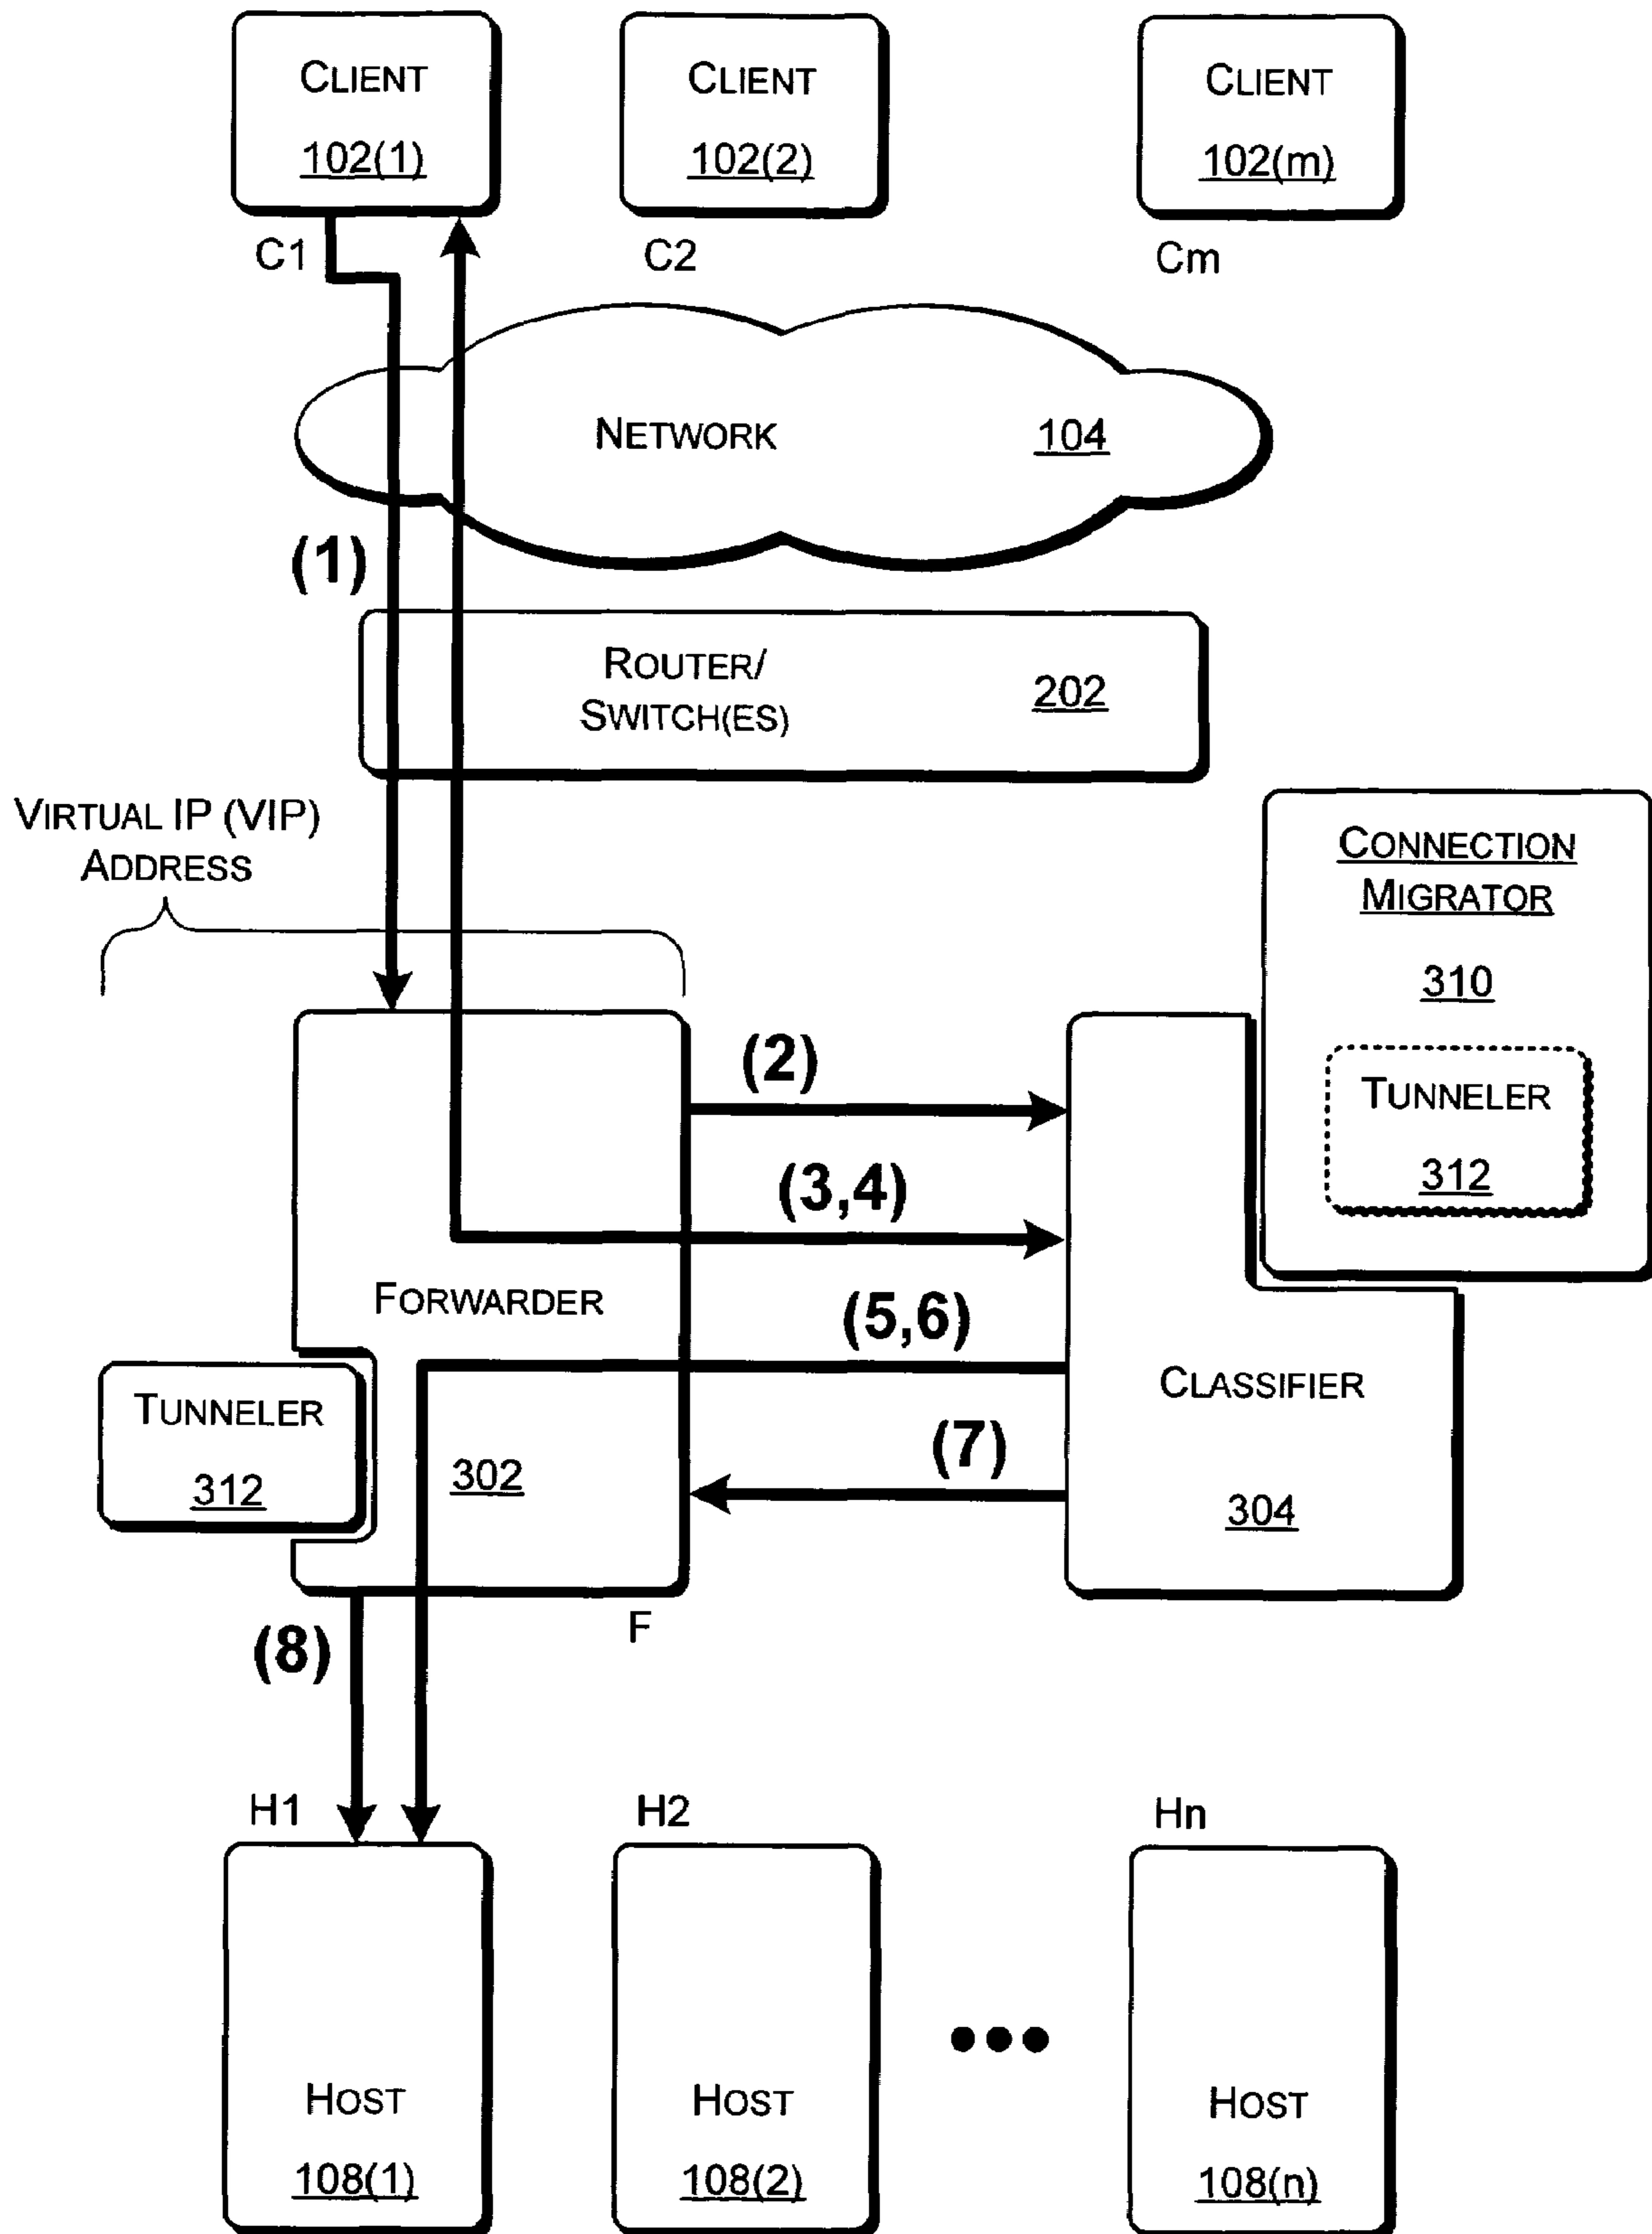 CLIENT
102(1)
CLIENT
102(2)
CLIENT
102(m)
C1
C2
Cm
NETWORK
104
(1)
ROUTER/
SWITCH(ES)
202
VIRTUAL IP (VIP)
ADDRESS
CONNECTION
MIGRATOR
310
TUNNELER
312
(2)
(3,4)
FORWARDER
(5,6)
CLASSIFIER
TUNNELER
312
302
(7)
304
F
(8)
H1
H2
Hn
HOST
108(1)
HOST
108(2)
HOST
108(n)